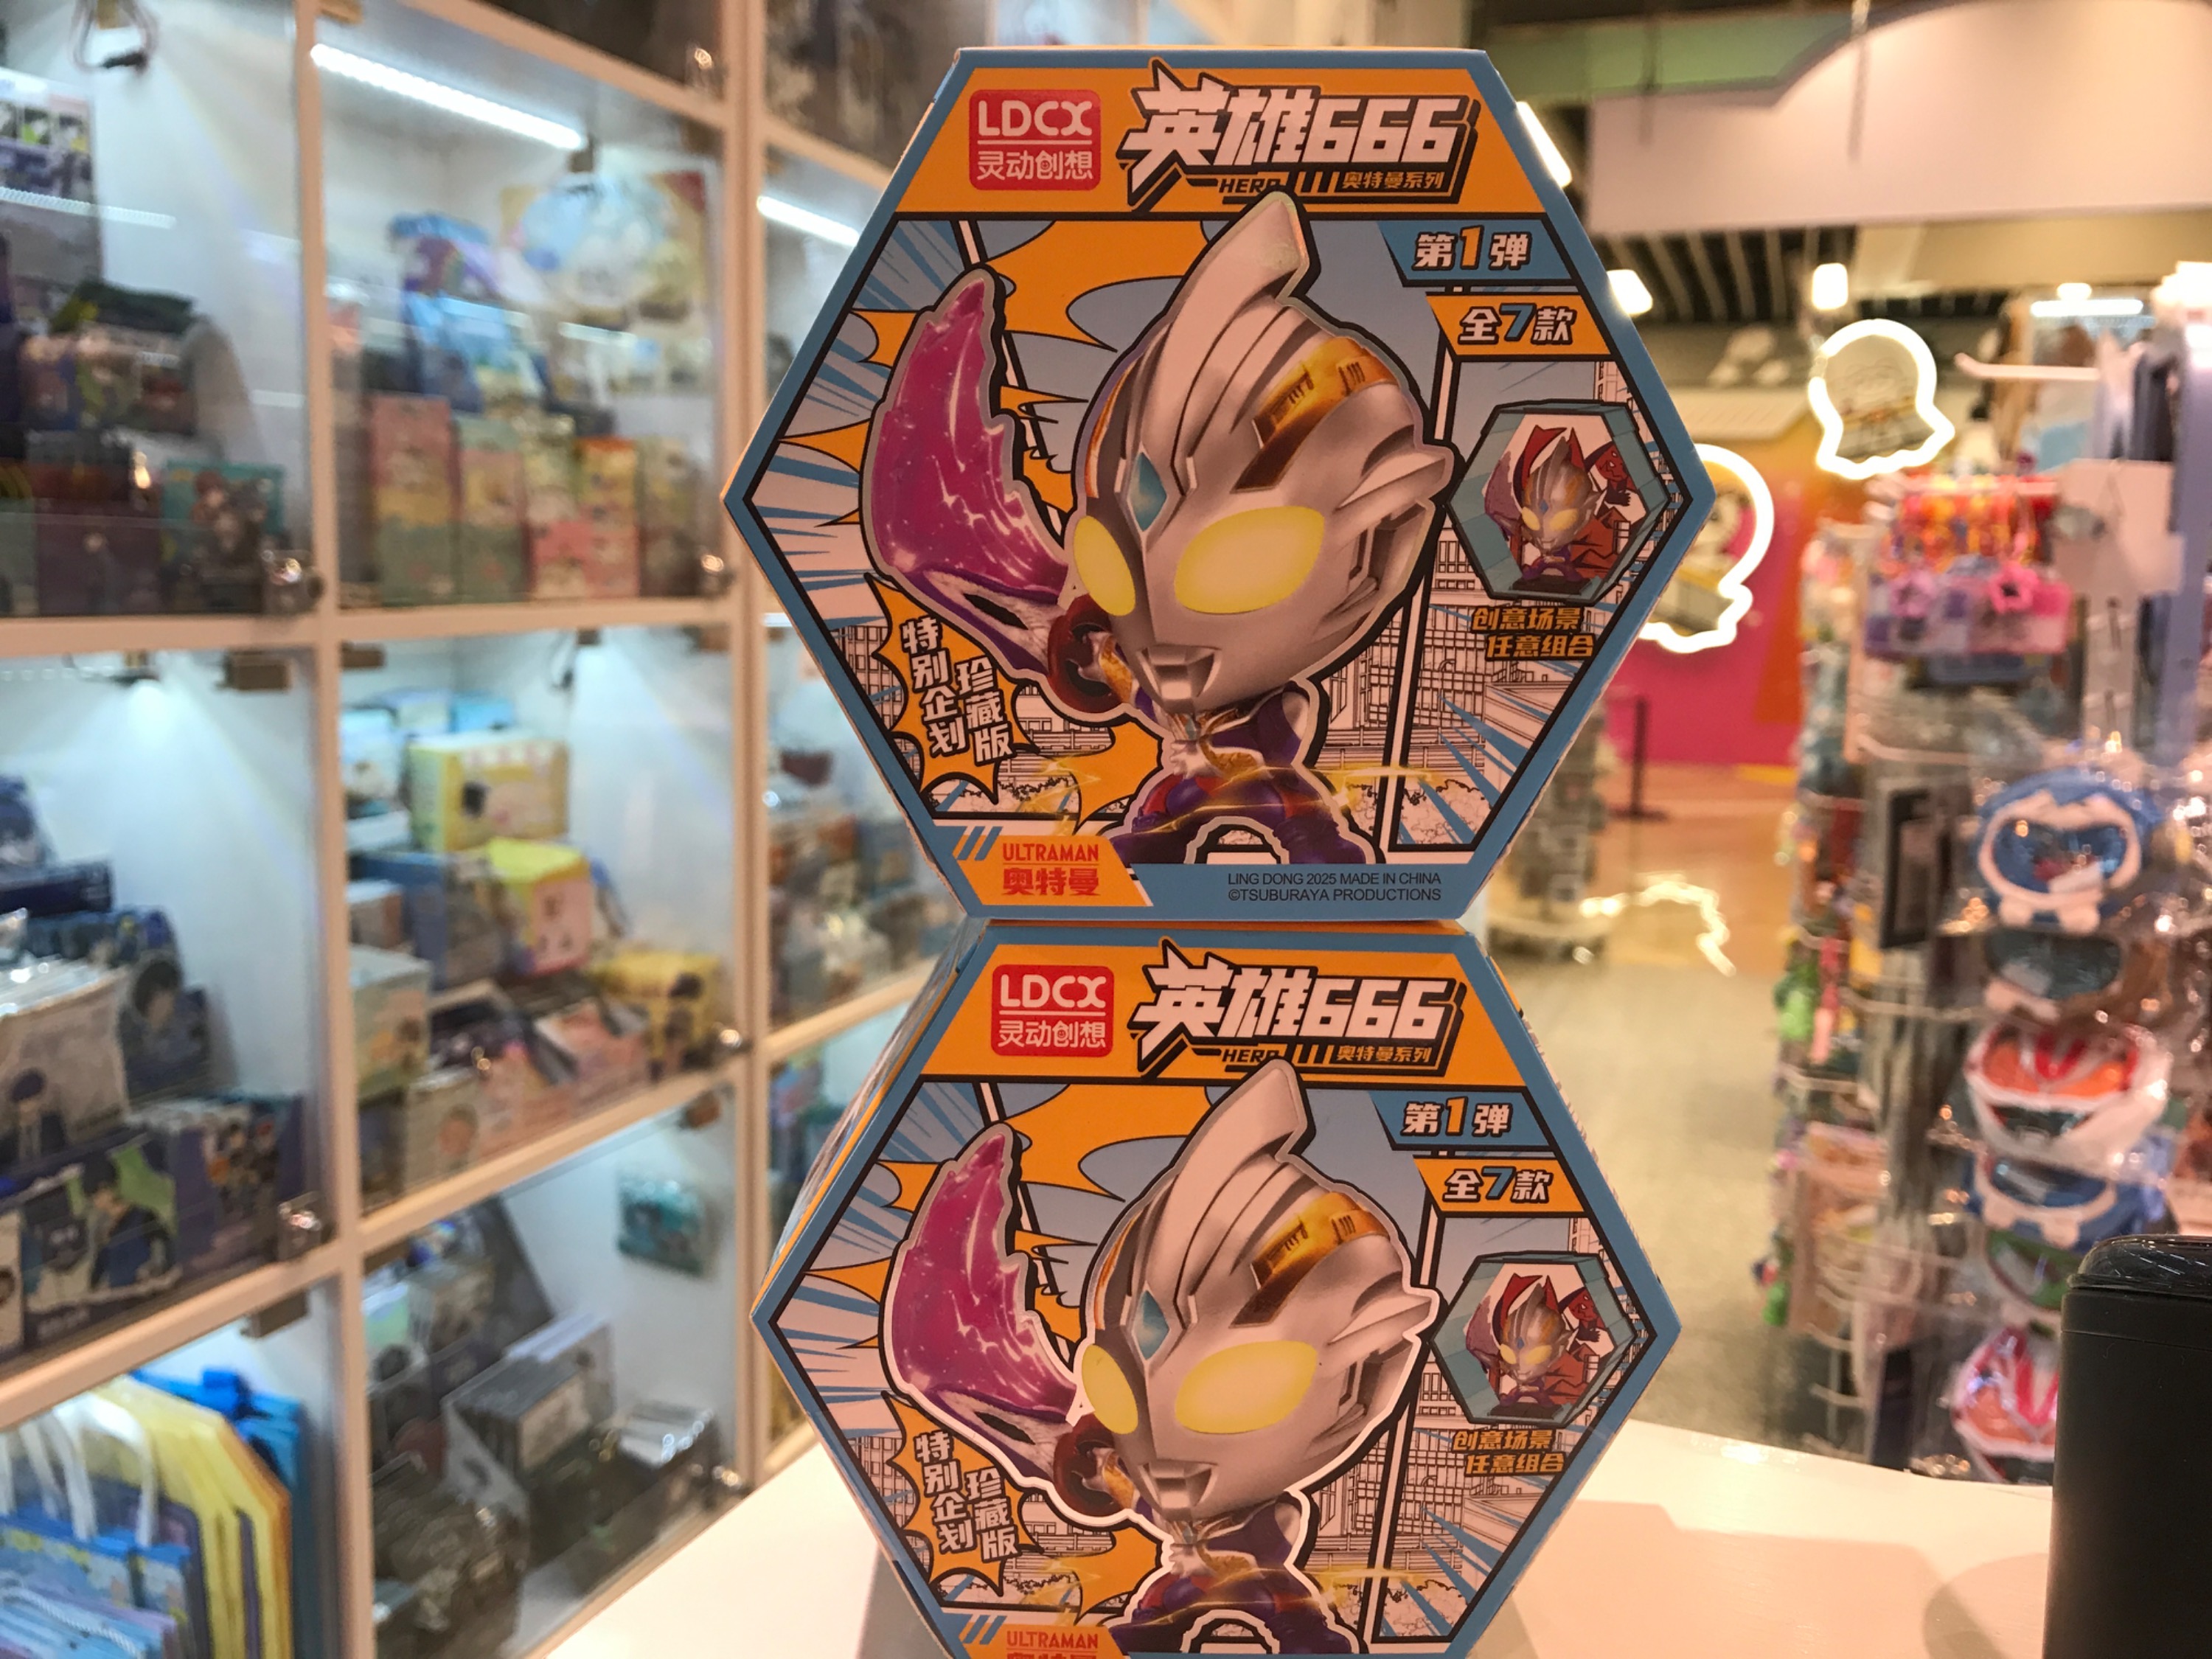 LDCX
灵动创想
英雄666
HERO 奥特曼系列
第1弹
全7款
创意场景
任意组合
特别企划
珍藏版
ULTRAMAN
奥特曼
LING DONG 2025 MADE IN CHINA
©TSUBURAYA PRODUCTIONS
LDCX
灵动创想
英雄666
HERO 奥特曼系列
第1弹
全7款
创意场景
任意组合
特别企划
珍藏版
ULTRAMAN
奥特曼